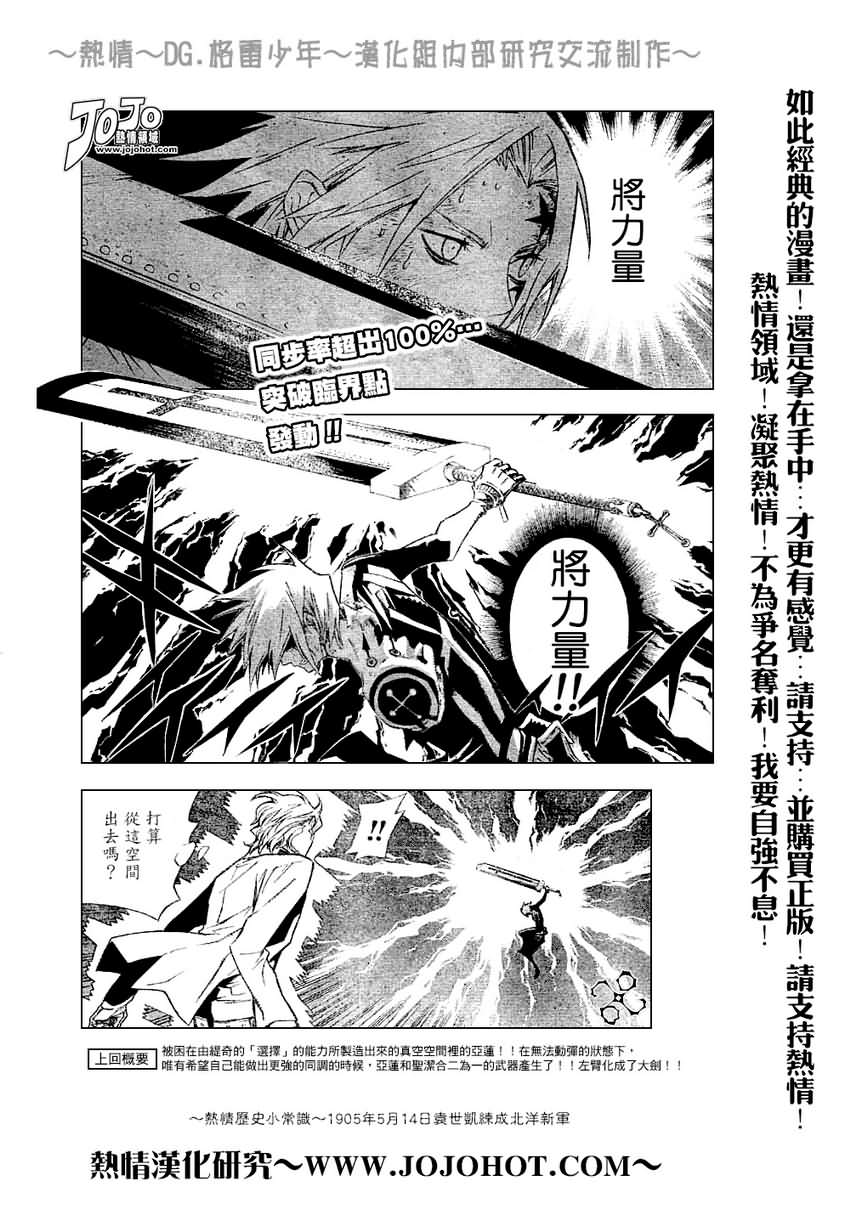 ～熱情～DG.格雷少年～漢化組內部研究交流制作～
JOJO
熱情領域
www.jojohot.com
將力量
同步率超出100%…
突破臨界點
發動!!
將力量!!
!!
打算
從這空間
出去嗎？
上回概要
被困在由緹奇的「選擇」的能力所製造出來的真空空間裡的亞蓮！！在無法動彈的狀態下，
唯有希望自己能做出更強的同調的時候，亞蓮和聖潔合二為一的武器產生了！！左臂化成了大劍！！
～熱情歷史小常識～1905年5月14日袁世凱練成北洋新軍
熱情漢化研究～WWW.JOJOHOT.COM～
如此經典的漫畫！還是拿在手中…才更有感覺…請支持…並購買正版！請支持熱情！
熱情領域！凝聚熱情！不為爭名奪利！我要自強不息！